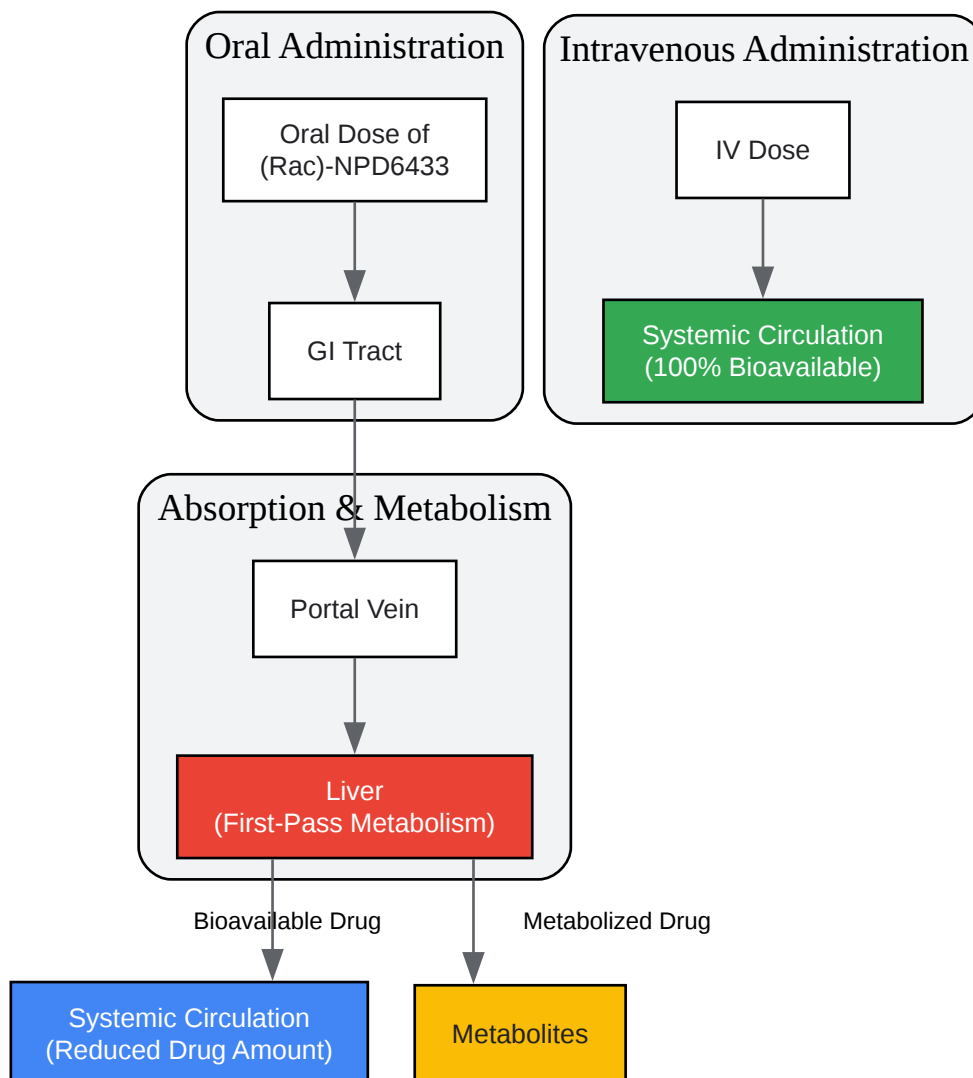 Oral Administration
Oral Dose of
(Rac)-NPD6433
GI Tract
Intravenous Administration
IV Dose
Systemic Circulation
(100% Bioavailable)
Absorption & Metabolism
Portal Vein
Liver
(First-Pass Metabolism)
Bioavailable Drug
Metabolized Drug
Systemic Circulation
(Reduced Drug Amount)
Metabolites